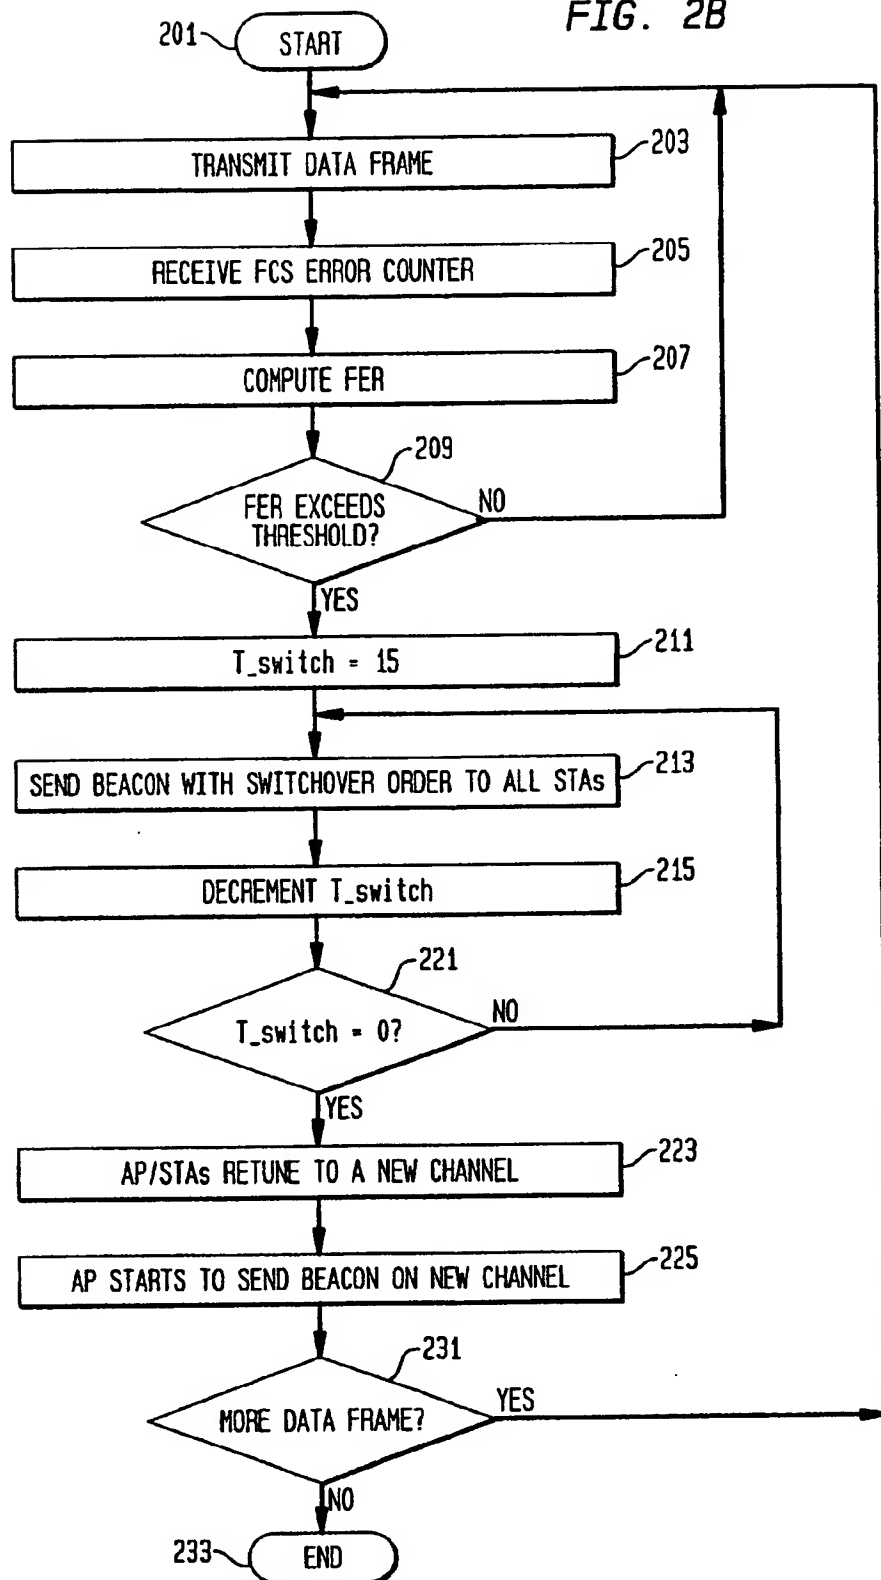 FIG. 2B
201
START
TRANSMIT DATA FRAME
203
RECEIVE FCS ERROR COUNTER
205
COMPUTE FER
207
209
FER EXCEEDS
THRESHOLD?
NO
YES
T_switch = 15
211
SEND BEACON WITH SWITCHOVER ORDER TO ALL STAs
213
DECREMENT T_switch
215
221
T_switch = 0?
NO
YES
AP/STAs RETUNE TO A NEW CHANNEL
223
AP STARTS TO SEND BEACON ON NEW CHANNEL
225
231
MORE DATA FRAME?
YES
NO
233
END